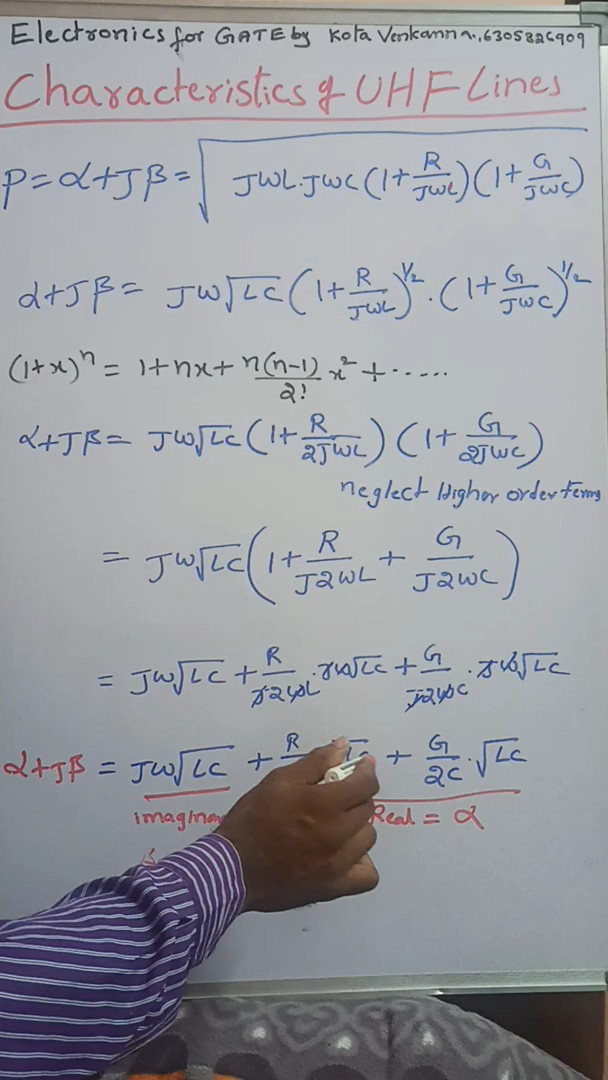 Electronics for GATE by Kota Venkanna, 6305826909
Characteristics of UHF Lines
P = α+Jβ = √(JωL.JωC(1+R/JωL)(1+G/JωC))
α+Jβ = Jω√LC (1+R/JωL)^1/2 . (1+G/JωC)^1/2
(1+x)^n = 1+nx+ n(n-1)/2! x² + ......
α+Jβ = Jω√LC (1+R/2JωL) (1+G/2JωC)
neglect Higher order terms
= Jω√LC (1+R/J2ωL + G/J2ωC)
= Jω√LC + R/J2ωL . Jω√LC + G/J2ωC . Jω√LC
α+Jβ = Jω√LC + R √LC + G/2C . √LC
Real = α